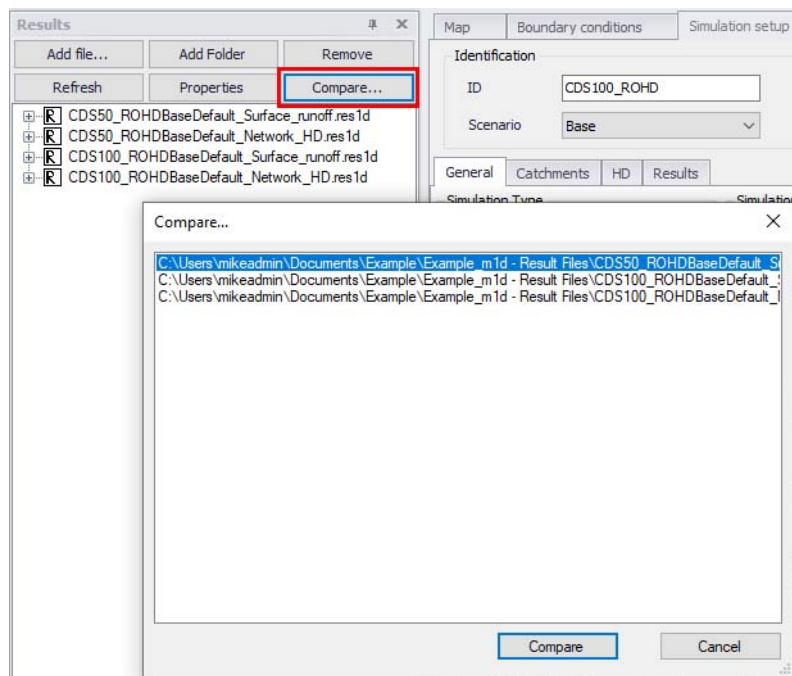 Results
Add file...
Add Folder
Remove
Refresh
Properties
Compare...
R CDS50_ROHDBaseDefault_Surface_runoff.res1d
R CDS50_ROHDBaseDefault_Network_HD.res1d
R CDS100_ROHDBaseDefault_Surface_runoff.res1d
R CDS100_ROHDBaseDefault_Network_HD.res1d
Map
Boundary conditions
Simulation setup
Identification
ID
CDS100_ROHD
Scenario
Base
General
Catchments
HD
Results
Simulation Type
Simulation
Compare...
C:\Users\mikeadmin\Documents\Example\Example_m1d - Result Files\CDS50_ROHDBaseDefault_
C:\Users\mikeadmin\Documents\Example\Example_m1d - Result Files\CDS100_ROHDBaseDefault_
C:\Users\mikeadmin\Documents\Example\Example_m1d - Result Files\CDS100_ROHDBaseDefault_
Compare
Cancel